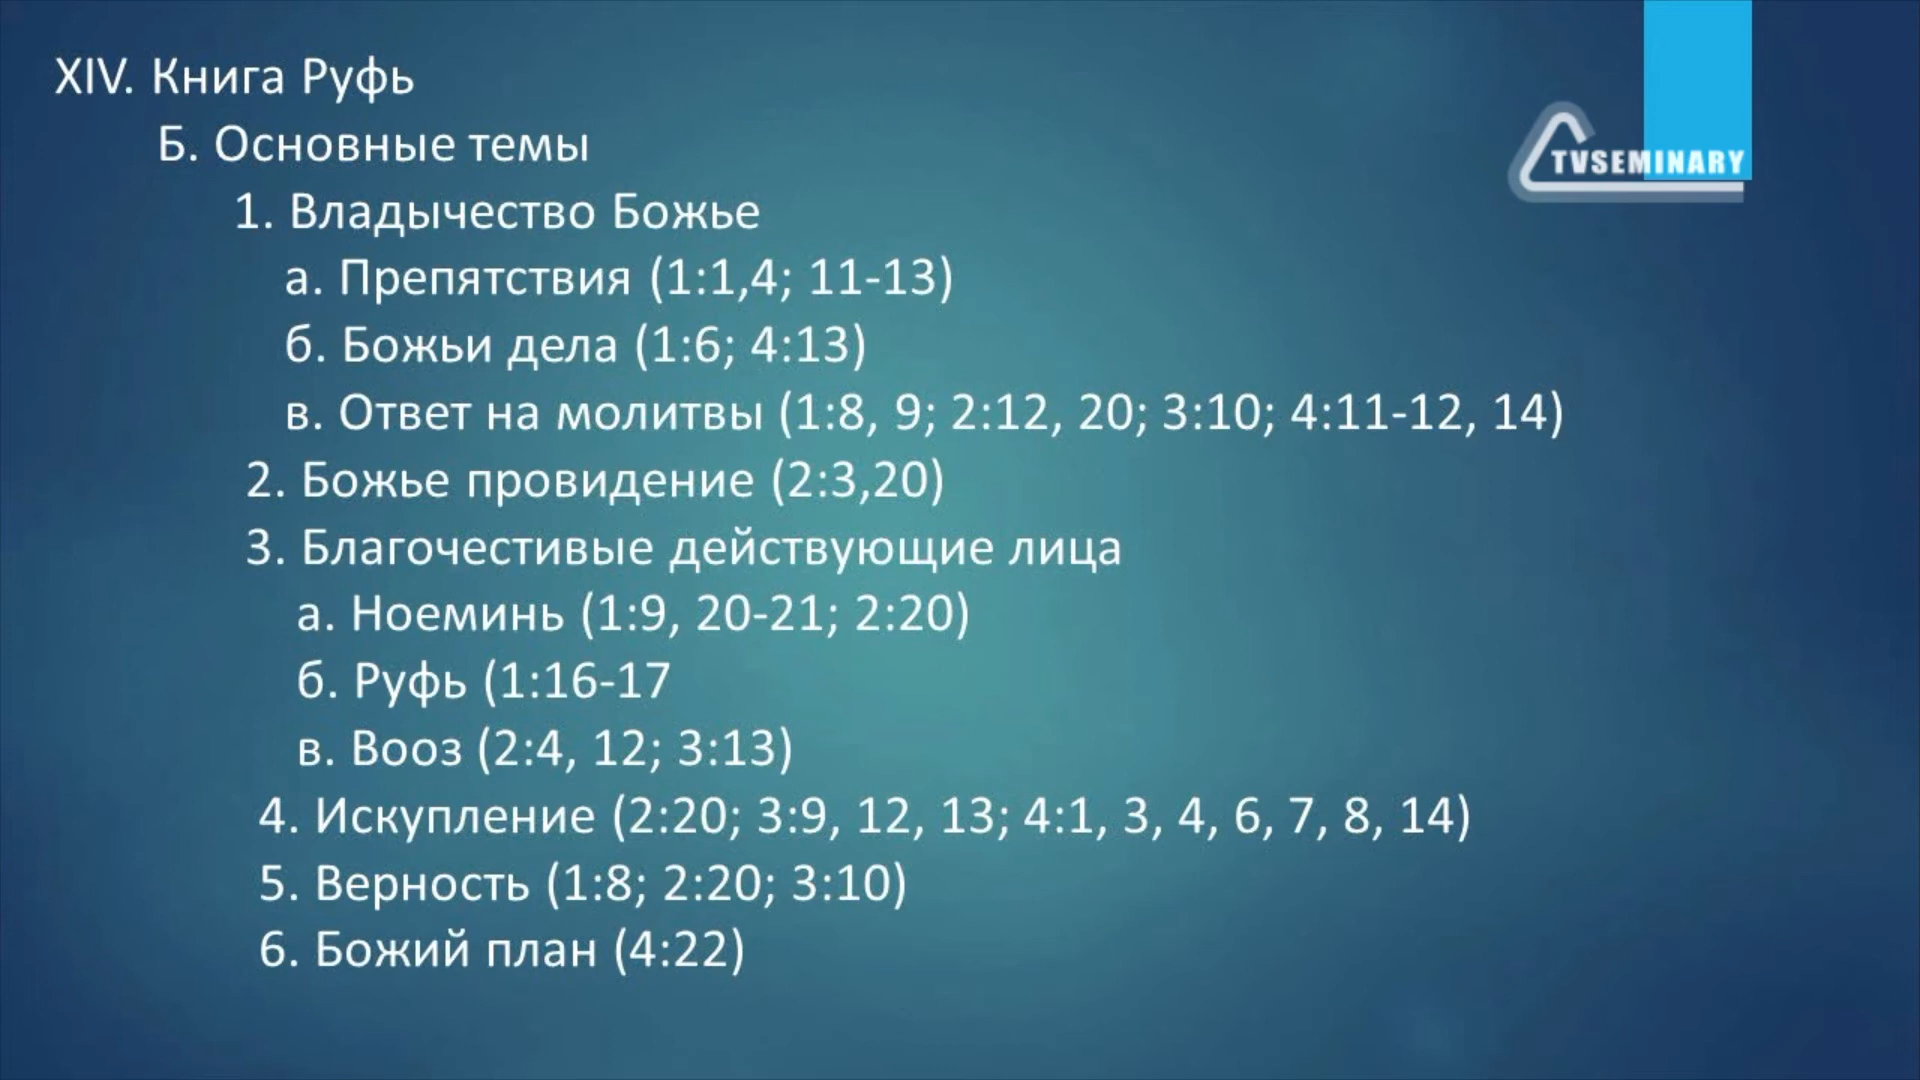 XIV. Книга Руфь
Б. Основные темы
1. Владычество Божье
а. Препятствия (1:1,4; 11-13)
б. Божьи дела (1:6; 4:13)
в. Ответ на молитвы (1:8, 9; 2:12, 20; 3:10; 4:11-12, 14)
2. Божье провидение (2:3,20)
3. Благочестивые действующие лица
а. Ноеминь (1:9, 20-21; 2:20)
б. Руфь (1:16-17
в. Вооз (2:4, 12; 3:13)
4. Искупление (2:20; 3:9, 12, 13; 4:1, 3, 4, 6, 7, 8, 14)
5. Верность (1:8; 2:20; 3:10)
6. Божий план (4:22)
TVSEMINARY